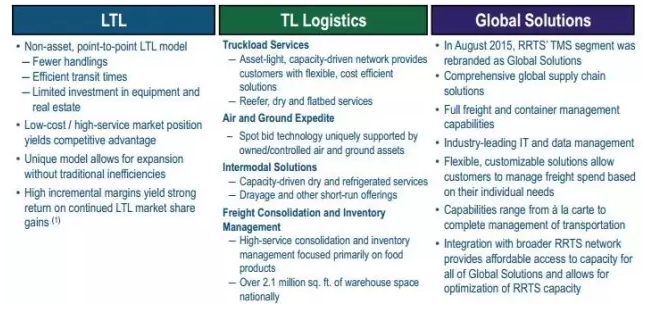 LTL
• Non-asset, point-to-point LTL model
– Fewer handlings
– Efficient transit times
– Limited investment in equipment and
real estate
• Low-cost / high-service market position
yields competitive advantage
• Unique model allows for expansion
without traditional inefficiencies
• High incremental margins yield strong
return on continued LTL market share
gains (1)
TL Logistics
Truckload Services
– Asset-light, capacity-driven network provides
customers with flexible, cost efficient
solutions
– Reefer, dry and flatbed services
Air and Ground Expedite
– Spot bid technology uniquely supported by
owned/controlled air and ground assets
Intermodal Solutions
– Capacity-driven dry and refrigerated services
– Drayage and other short-run offerings
Freight Consolidation and Inventory
Management
– High-service consolidation and inventory
management focused primarily on food
products
– Over 2.1 million sq. ft. of warehouse space
nationally
Global Solutions
• In August 2015, RRTS' TMS segment was
rebranded as Global Solutions
• Comprehensive global supply chain
solutions
• Full freight and container management
capabilities
• Industry-leading IT and data management
• Flexible, customizable solutions allow
customers to manage freight spend based
on their individual needs
• Capabilities range from à la carte to
complete management of transportation
• Integration with broader RRTS network
provides affordable access to capacity for
all of Global Solutions and allows for
optimization of RRTS capacity